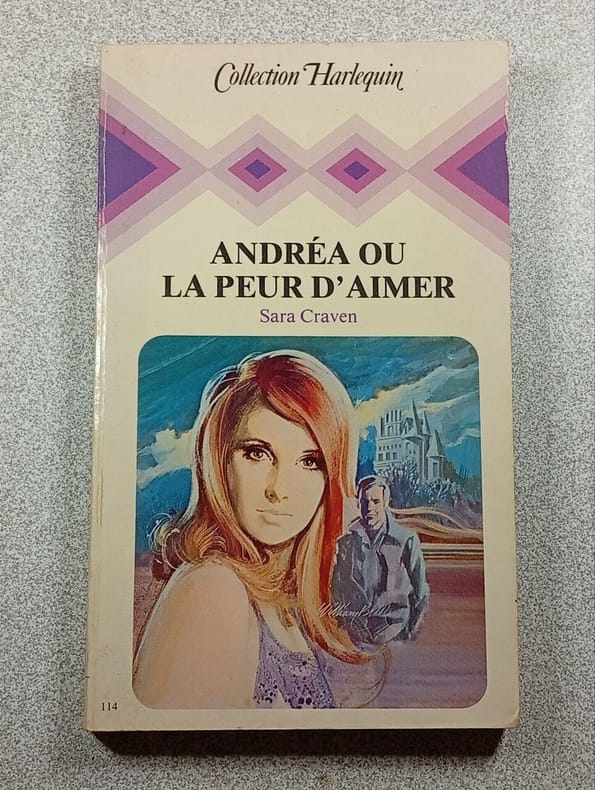 Collection Harlequin
ANDRÉA OU
LA PEUR D'AIMER
Sara Craven
114